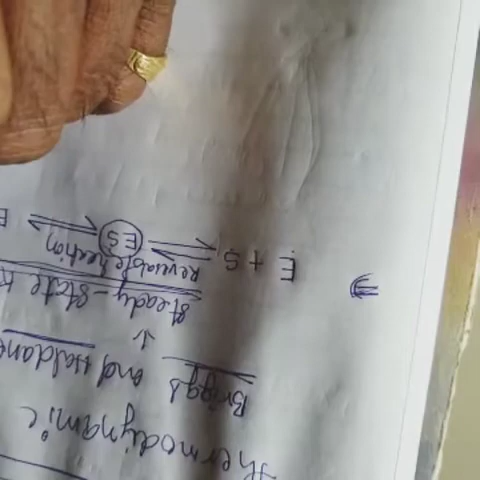 Thermodynamic
Briggs and Haldane
↓
Steady-State
Reversible reaction
E + S ⇌ ES ⇌ E